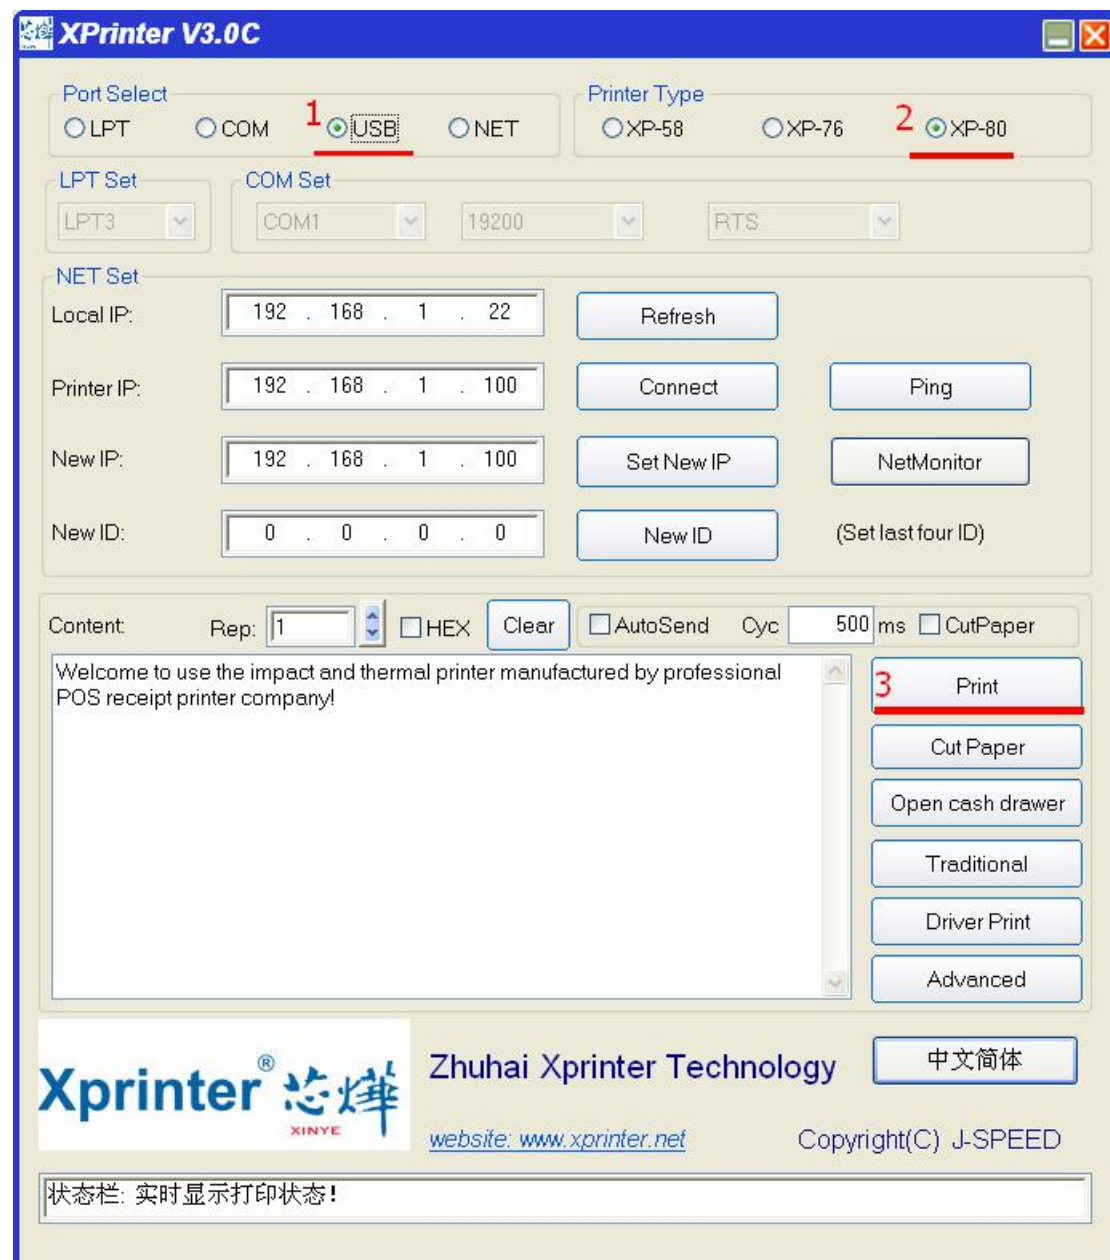 XPrinter V3.0C
Port Select
Printer Type
LPT COM 1 USB NET XP-58 XP-76 2 XP-80
LPT Set COM Set
LPT3 COM1 19200 RTS
NET Set
Local IP: 192 . 168 . 1 . 22 Refresh
Printer IP: 192 . 168 . 1 . 100 Connect Ping
New IP: 192 . 168 . 1 . 100 Set New IP NetMonitor
New ID: 0 . 0 . 0 . 0 New ID (Set last four ID)
Content: Rep: 1 HEX Clear AutoSend Cyc 500 ms CutPaper
Welcome to use the impact and thermal printer manufactured by professional
POS receipt printer company!
3 Print
Cut Paper
Open cash drawer
Traditional
Driver Print
Advanced
Xprinter® 芯烨
XINYE
Zhuhai Xprinter Technology
中文简体
website: www.xprinter.net
Copyright(C) J-SPEED
状态栏: 实时显示打印状态!